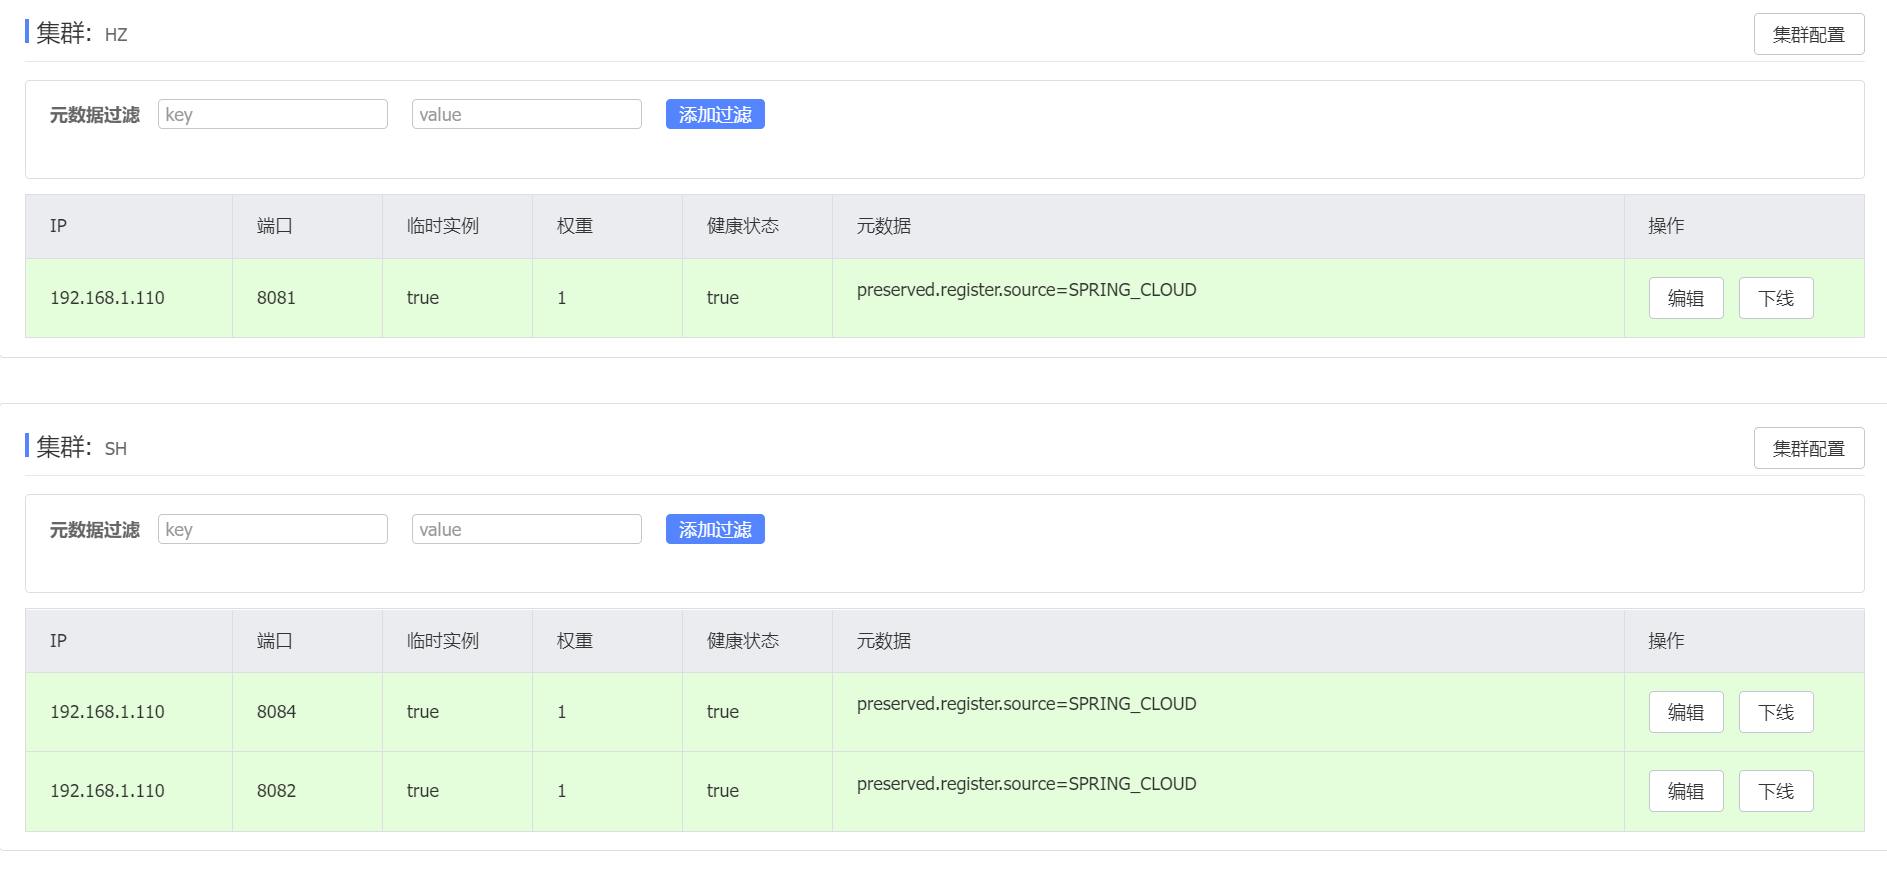 集群: HZ 集群配置
元数据过滤 key value 添加过滤
IP 端口 临时实例 权重 健康状态 元数据 操作
192.168.1.110 8081 true 1 true preserved.register.source=SPRING_CLOUD 编辑 下线
集群: SH 集群配置
元数据过滤 key value 添加过滤
IP 端口 临时实例 权重 健康状态 元数据 操作
192.168.1.110 8084 true 1 true preserved.register.source=SPRING_CLOUD 编辑 下线
192.168.1.110 8082 true 1 true preserved.register.source=SPRING_CLOUD 编辑 下线